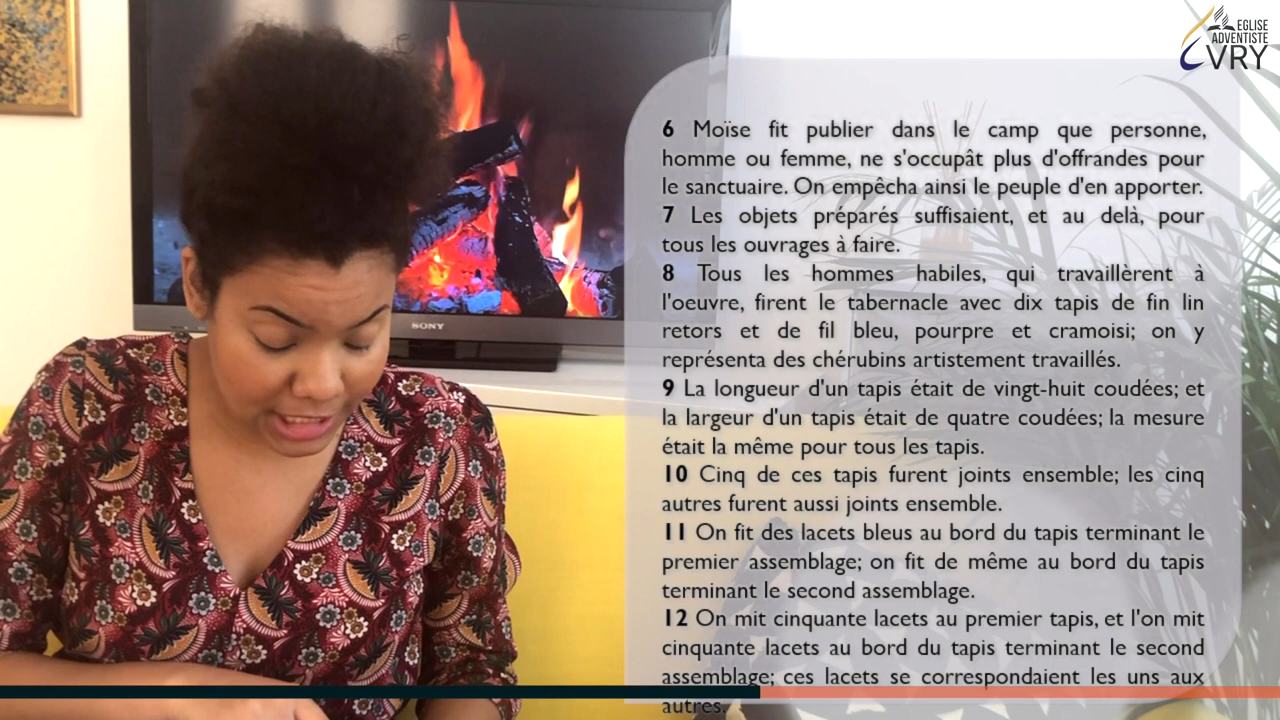 EGLISE
ADVENTISTE
VRY
SONY
6 Moïse fit publier dans le camp que personne,
homme ou femme, ne s'occupât plus d'offrandes pour
le sanctuaire. On empêcha ainsi le peuple d'en apporter.
7 Les objets préparés suffisaient, et au delà, pour
tous les ouvrages à faire.
8 Tous les hommes habiles, qui travaillèrent à
l'oeuvre, firent le tabernacle avec dix tapis de fin lin
retors et de fil bleu, pourpre et cramoisi; on y
représenta des chérubins artistement travaillés.
9 La longueur d'un tapis était de vingt-huit coudées; et
la largeur d'un tapis était de quatre coudées; la mesure
était la même pour tous les tapis.
10 Cinq de ces tapis furent joints ensemble; les cinq
autres furent aussi joints ensemble.
11 On fit des lacets bleus au bord du tapis terminant le
premier assemblage; on fit de même au bord du tapis
terminant le second assemblage.
12 On mit cinquante lacets au premier tapis, et l'on mit
cinquante lacets au bord du tapis terminant le second
assemblage; ces lacets se correspondaient les uns aux
autres.